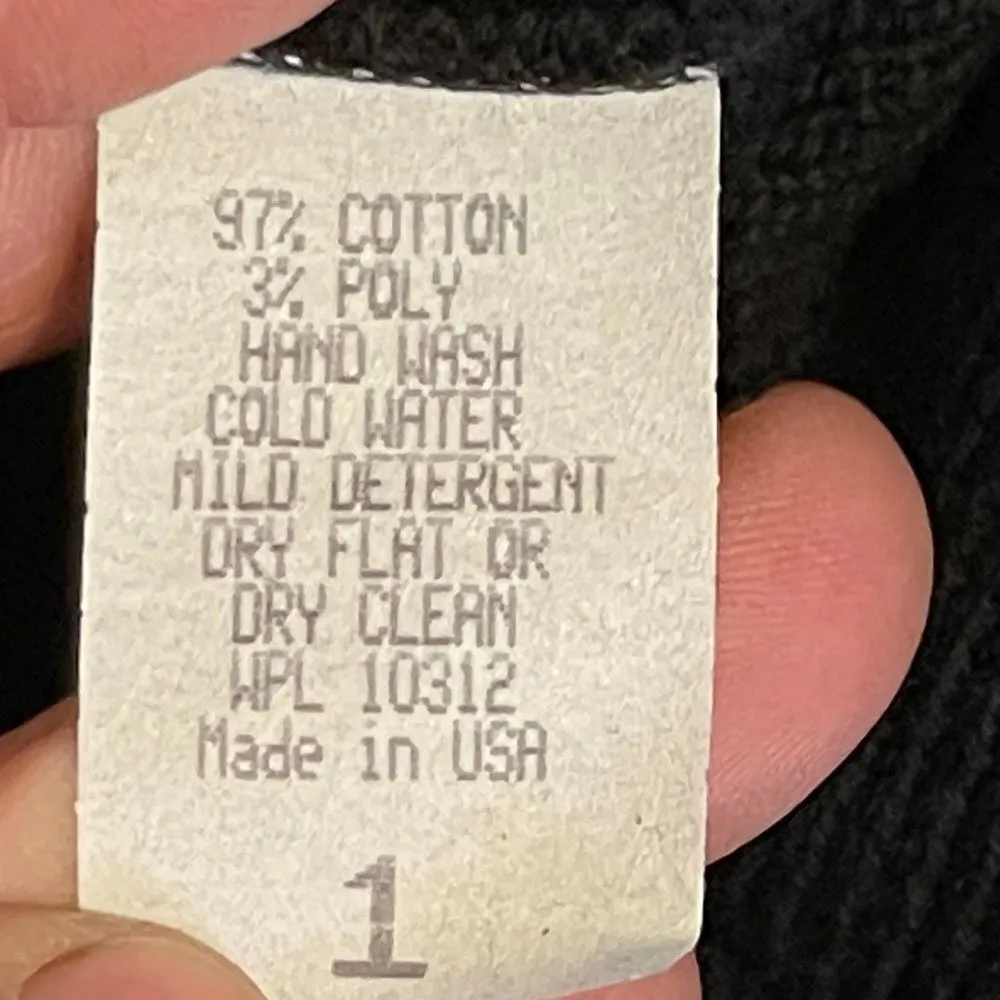 97% COTTON
3% POLY
HAND WASH
COLD WATER
MILD DETERGENT
DRY FLAT OR
DRY CLEAN
WPL 10312
Made in USA
1